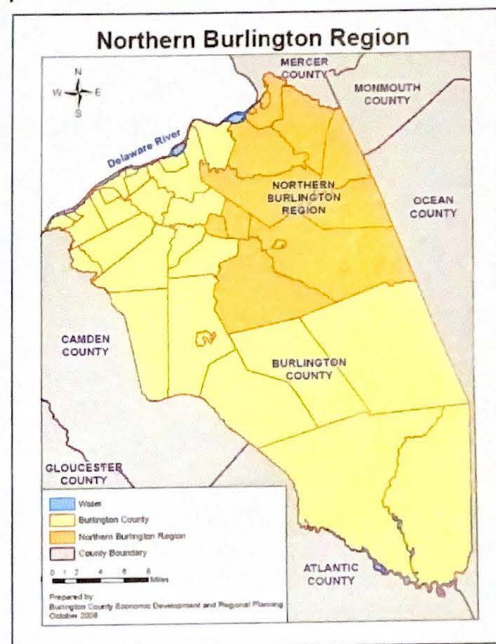 Northern Burlington Region
N
W E
S
MERCER
COUNTY
MONMOUTH
COUNTY
Delaware River
NORTHERN
BURLINGTON
REGION
OCEAN
COUNTY
CAMDEN
COUNTY
BURLINGTON
COUNTY
GLOUCESTER
COUNTY
ATLANTIC
COUNTY
Water
Burlington County
Northern Burlington Region
County Boundary
0 1 2 4 6 8
Miles
Prepared by
Burlington County Economic Development and Regional Planning
October 2008